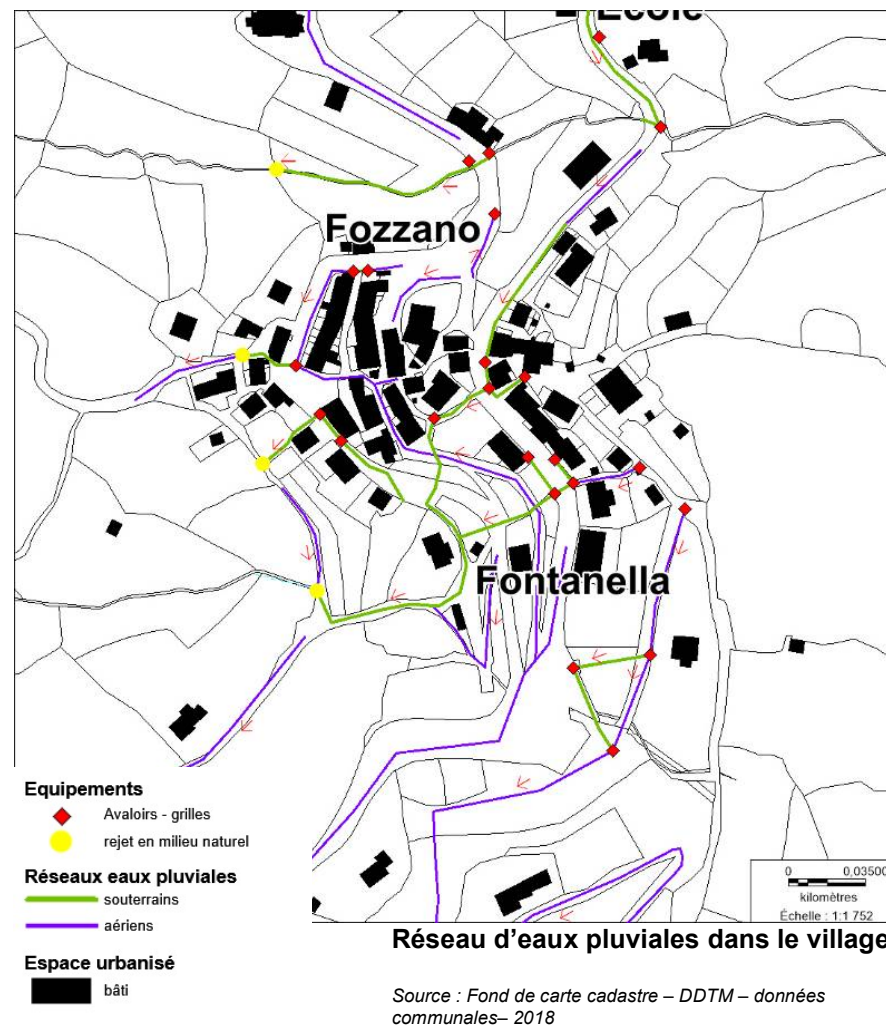 Ecole
Fozzano
Fontanella
Equipements
Avaloirs - grilles
rejet en milieu naturel
Réseaux eaux pluviales
souterrains
aériens
Espace urbanisé
bâti
0 0,03500
kilomètres
Échelle : 1:1 752
Réseau d'eaux pluviales dans le village
Source : Fond de carte cadastre – DDTM – données
communales– 2018